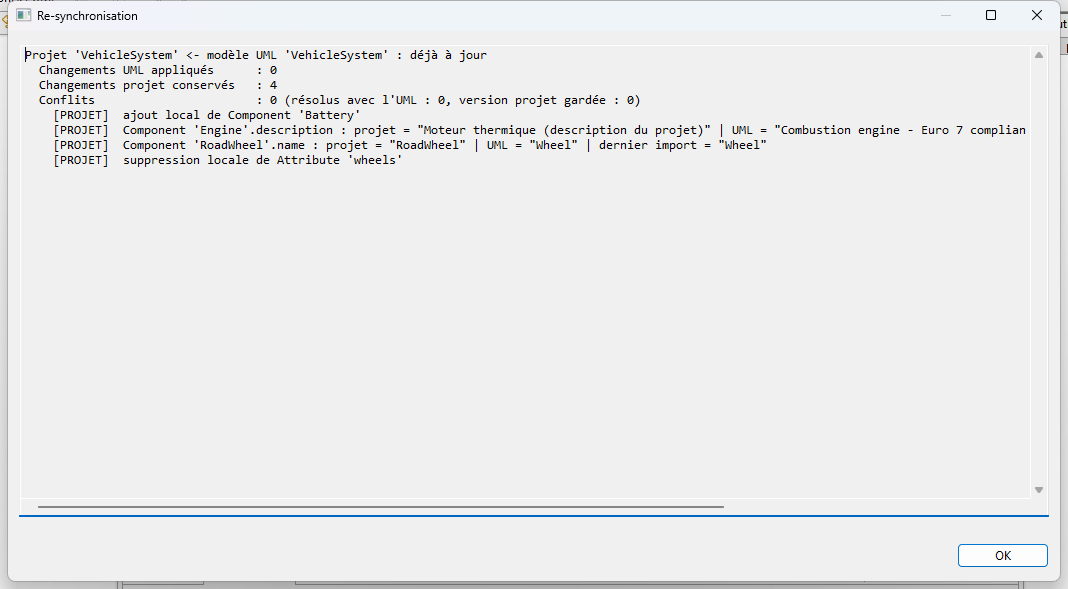 Re-synchronisation
Projet 'VehicleSystem' <- modèle UML 'VehicleSystem' : déjà à jour
Changements UML appliqués : 0
Changements projet conservés : 4
Conflits : 0 (résolus avec l'UML : 0, version projet gardée : 0)
[PROJET] ajout local de Component 'Battery'
[PROJET] Component 'Engine'.description : projet = "Moteur thermique (description du projet)" | UML = "Combustion engine - Euro 7 complian
[PROJET] Component 'RoadWheel'.name : projet = "RoadWheel" | UML = "Wheel" | dernier import = "Wheel"
[PROJET] suppression locale de Attribute 'wheels'
OK